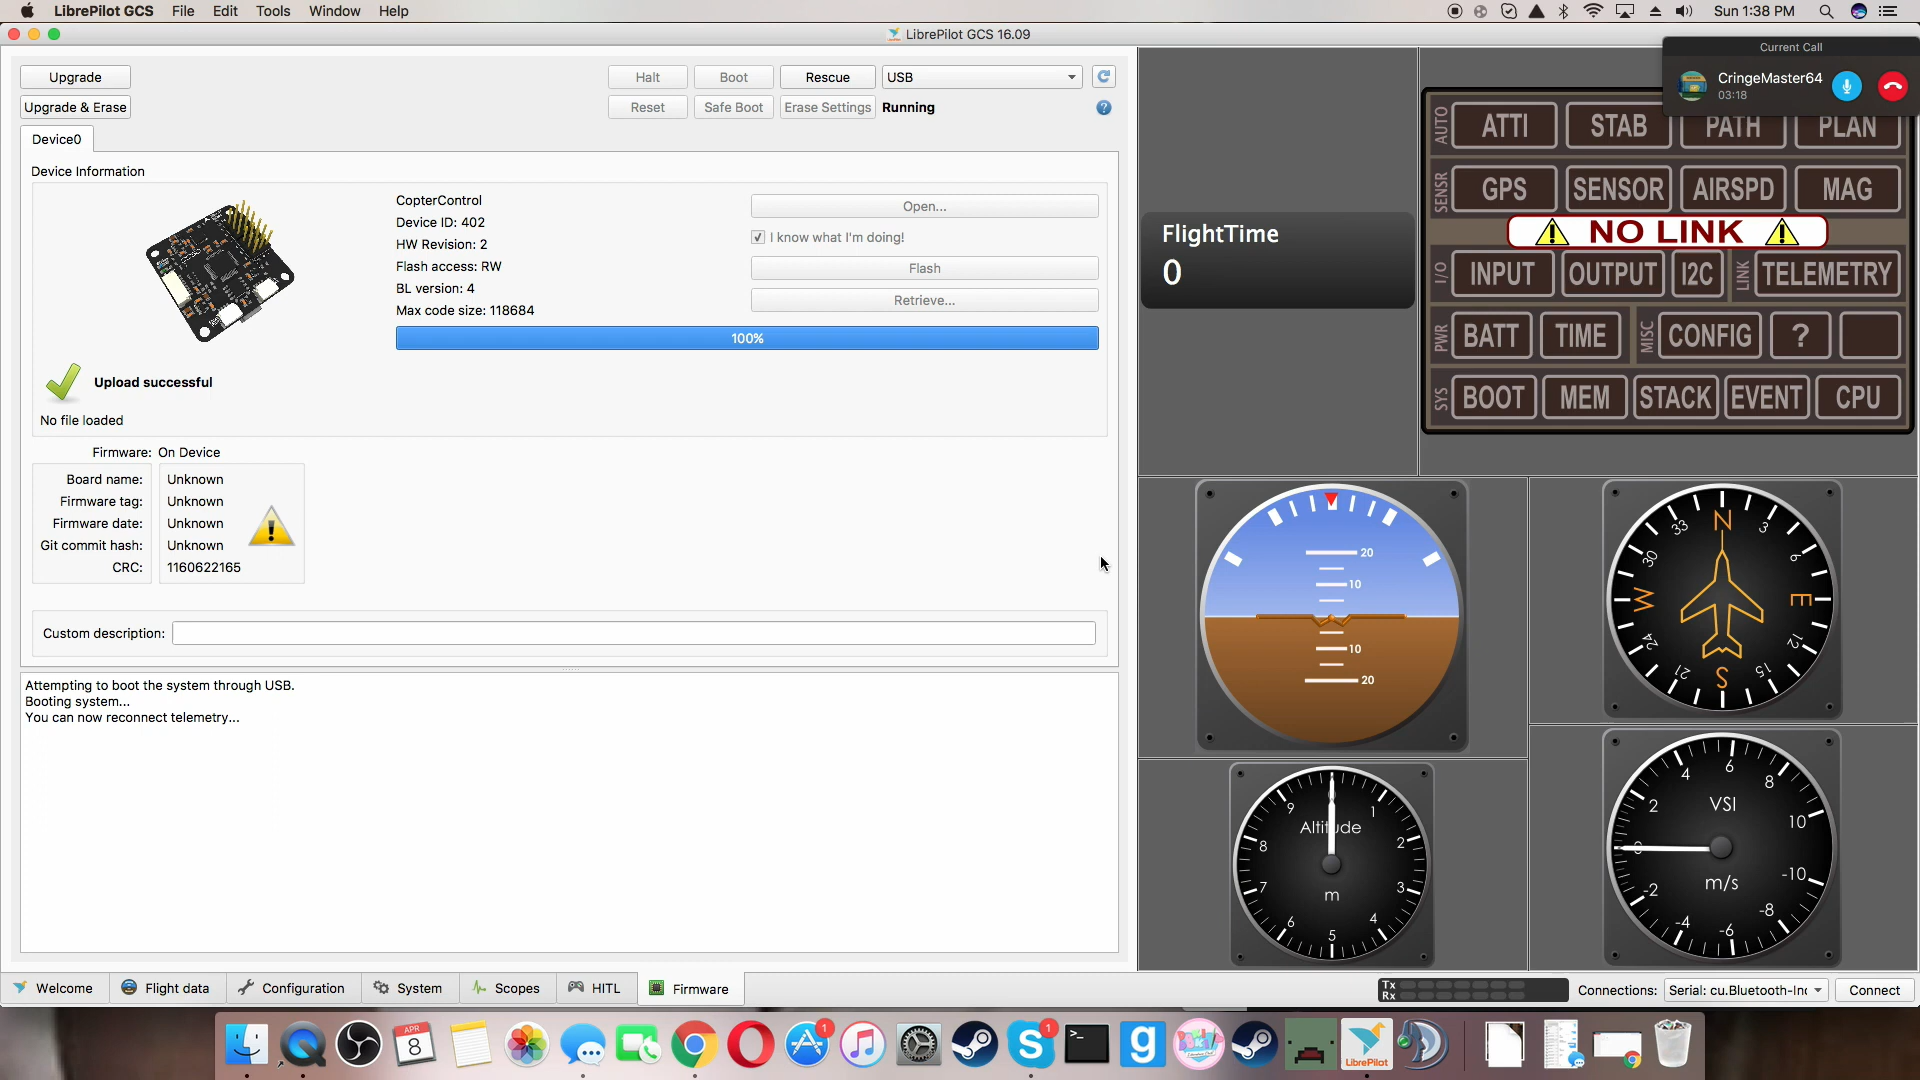 LibrePilot GCS File Edit Tools Window Help Sun 1:38 PM
LibrePilot GCS 16.09
Current Call
CringeMaster64
03:18
Upgrade Halt Boot Rescue USB
Upgrade & Erase Reset Safe Boot Erase Settings Running ?
Device0
Device Information
CopterControl
Device ID: 402
HW Revision: 2
Flash access: RW
BL version: 4
Max code size: 118684
Open...
I know what I'm doing!
Flash
Retrieve...
100%
Upload successful
No file loaded
Firmware: On Device
Board name: Unknown
Firmware tag: Unknown
Firmware date: Unknown
Git commit hash: Unknown
CRC: 1160622165
Custom description:
Attempting to boot the system through USB.
Booting system...
You can now reconnect telemetry...
FlightTime
0
AUTO ATTI STAB PATH PLAN
SENSR GPS SENSOR AIRSPD MAG
NO LINK
I/O INPUT OUTPUT I2C LINK TELEMETRY
PWR BATT TIME MISC CONFIG ?
SYS BOOT MEM STACK EVENT CPU
20
10
10
20
N 3 6 E 12 15 S 21 24 W 30 33
0 1 2 3 4 5 6 7 8 9
Altitude
m
2 4 6 8 10
VSI
0
m/s
-2 -4 -6 -8 -10
Welcome Flight data Configuration System Scopes HITL Firmware
Tx
Rx
Connections: Serial: cu.Bluetooth-Inc Connect
APR
8
1
1
LibrePilot